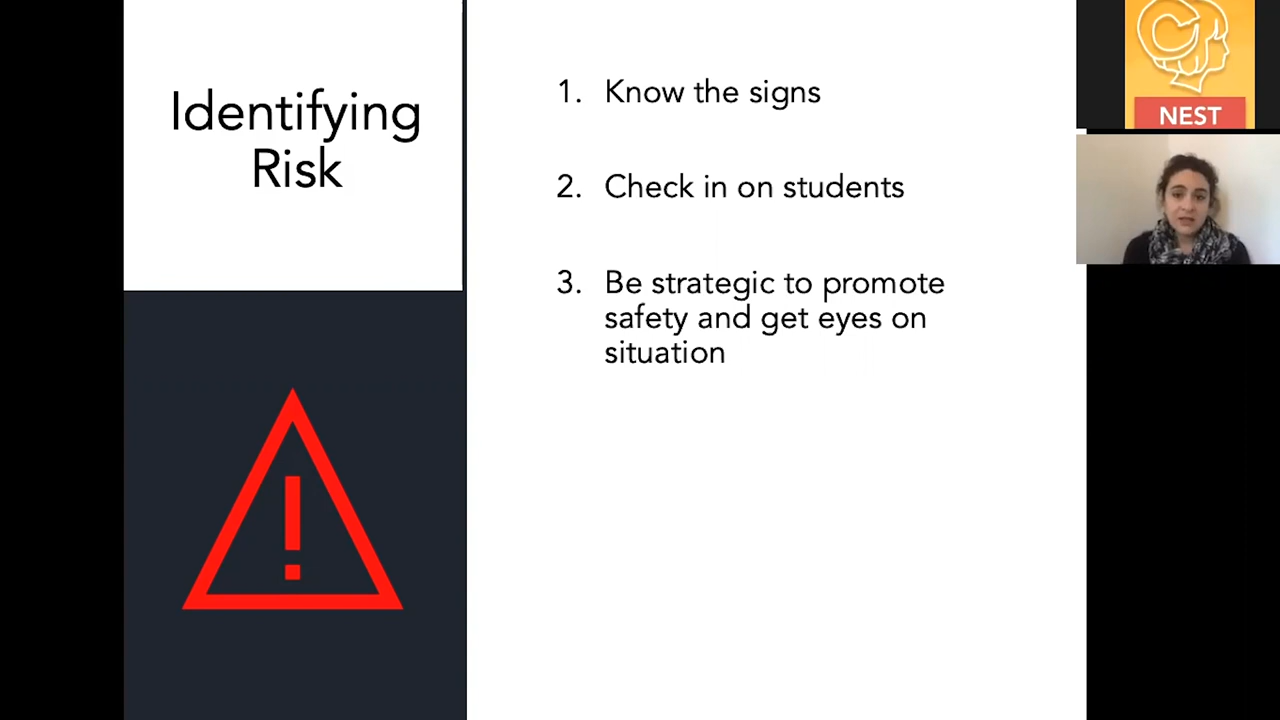 Identifying
Risk
1. Know the signs
2. Check in on students
3. Be strategic to promote
safety and get eyes on
situation
NEST